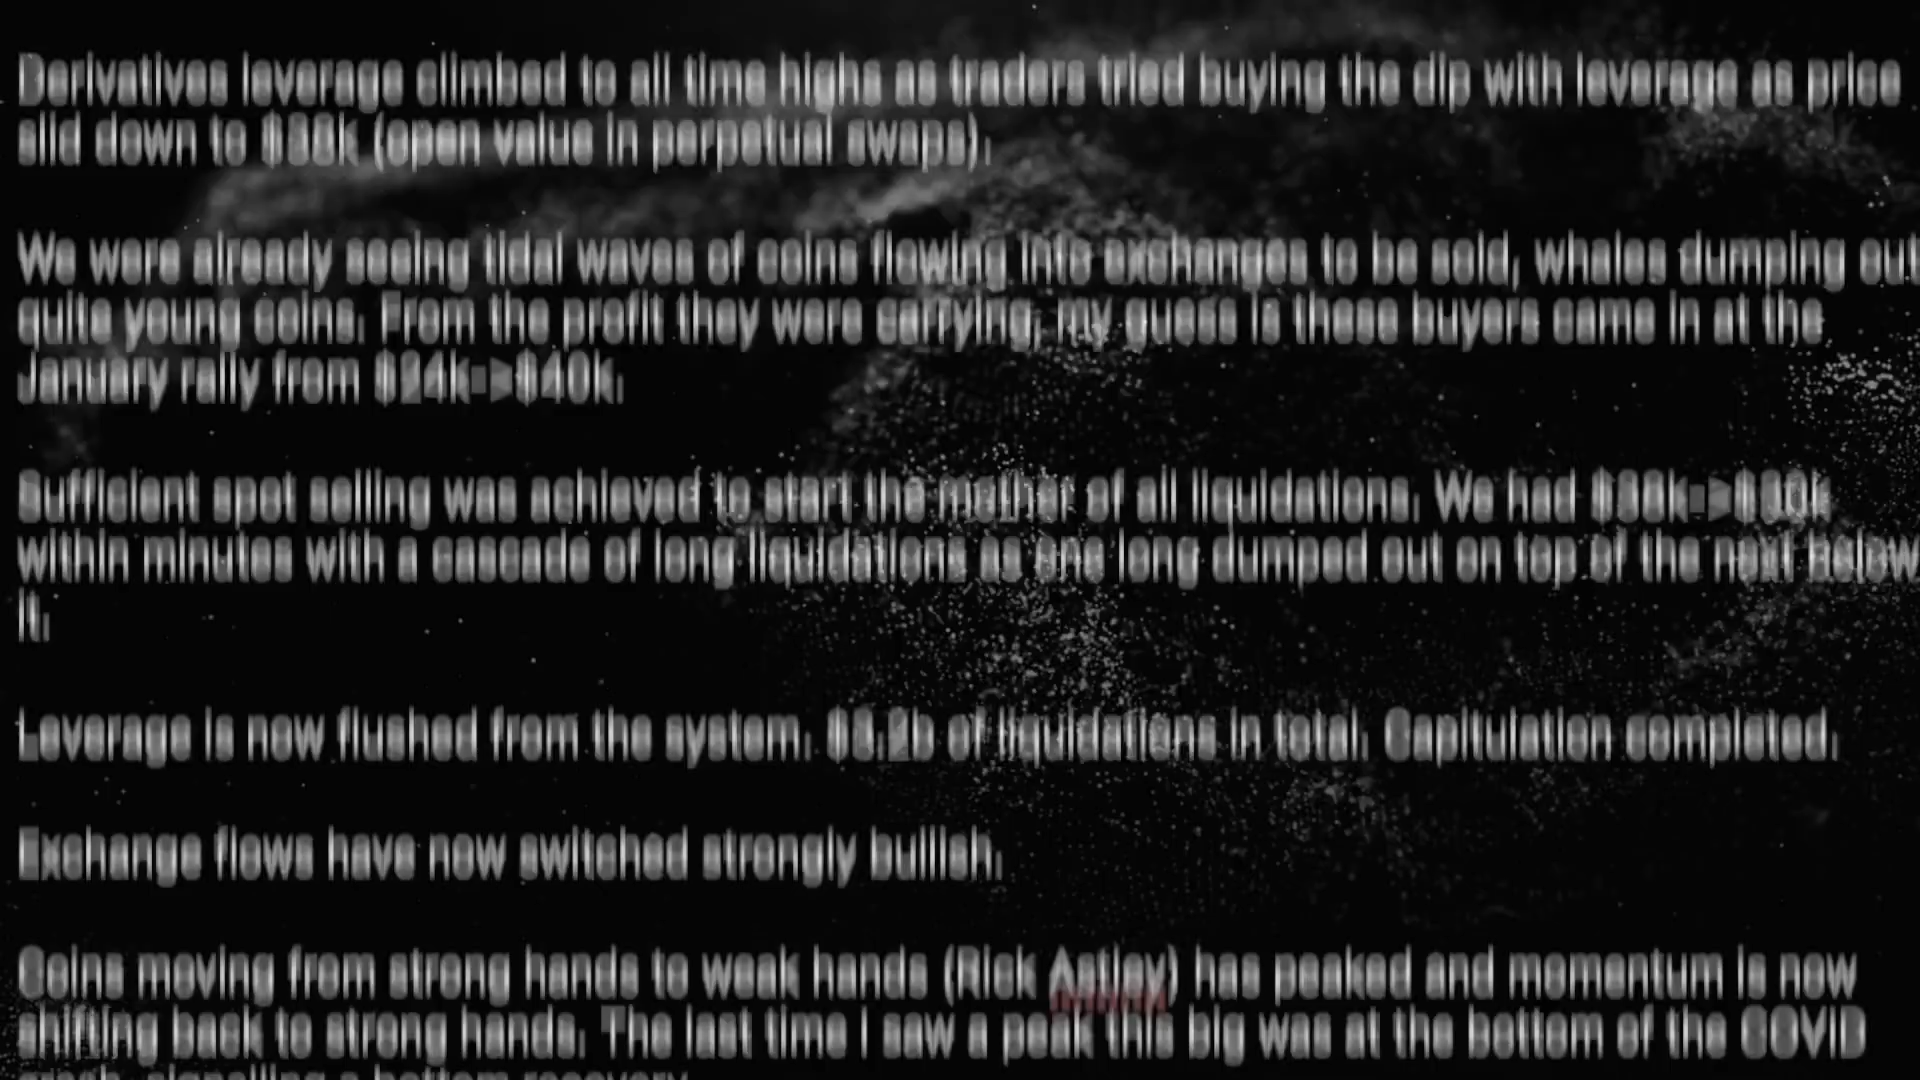 Derivatives leverage climbed to all time highs as traders tried buying the dip with leverage as price
slid down to (open value in perpetual swaps).
We were already seeing tidal waves of coins flowing into exchanges to be sold, whales dumping out
quite young coins. From the profit they were carrying, my guess is these buyers came in at the
January rally from $24k->$40k.
Sufficient spot selling was achieved to start the mother of all liquidations. We had
within minutes with a cascade of long liquidations as one long dumped out on top of the next below
it.
Leverage is now flushed from the system. of liquidations in total. Capitulation completed.
Exchange flows have now switched strongly bullish.
Coins moving from strong hands to weak hands (Rick Astley) has peaked and momentum is now
shifting back to strong hands. The last time I saw a peak this big was at the bottom of the COVID
crash, signalling a bottom recovery.